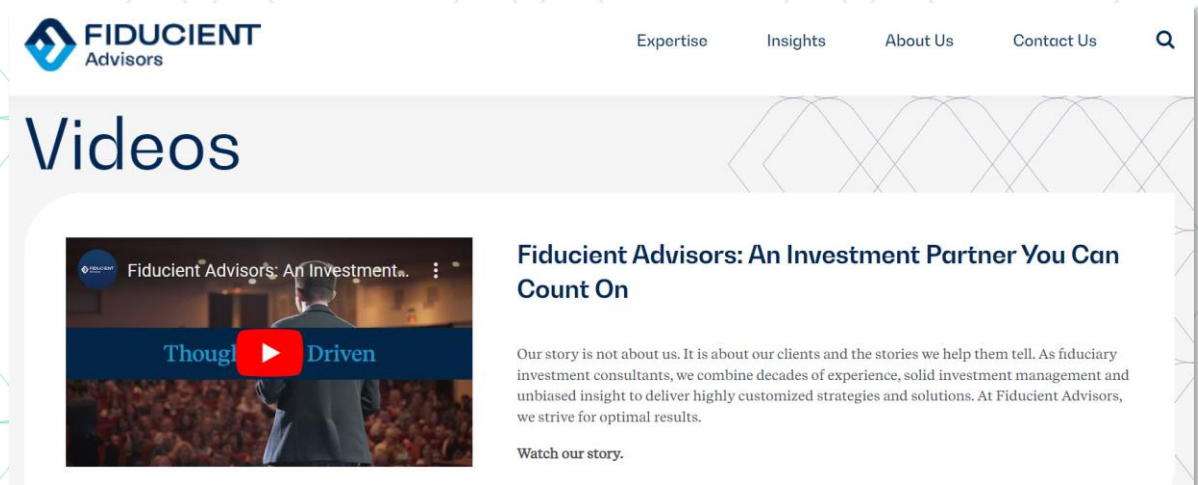 FIDUCIENT
Advisors
Expertise
Insights
About Us
Contact Us
Videos
Fiducient Advisors: An Investment...
Though Driven
Fiducient Advisors: An Investment Partner You Can
Count On
Our story is not about us. It is about our clients and the stories we help them tell. As fiduciary
investment consultants, we combine decades of experience, solid investment management and
unbiased insight to deliver highly customized strategies and solutions. At Fiducient Advisors,
we strive for optimal results.
Watch our story.